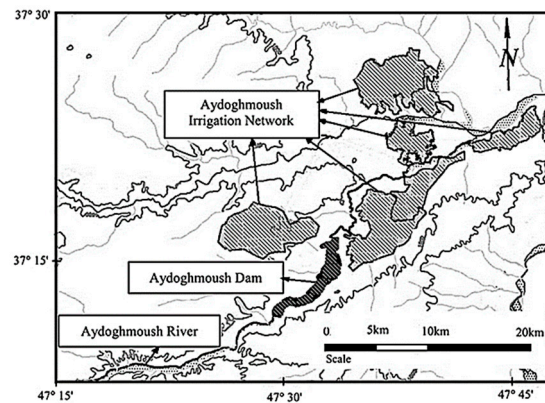 37° 30'
N
Aydoghmoush
Irrigation Network
37° 15'
Aydoghmoush Dam
Aydoghmoush River
0. 5km 10km 20km
Scale
47° 15' 47° 30' 47° 45'